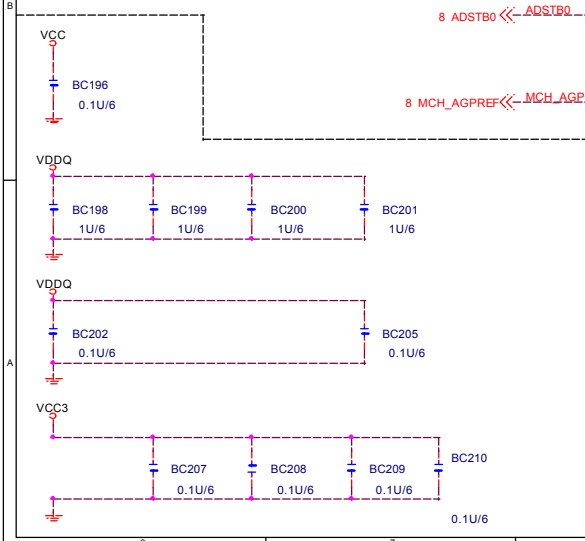 B
8 ADSTB0
ADSTB0
VCC
BC196
0.1U/6
8 MCH_AGPREF
MCH_AGP
VDDQ
BC198
BC199
BC200
BC201
1U/6
1U/6
1U/6
1U/6
VDDQ
BC202
BC205
0.1U/6
0.1U/6
A
VCC3
BC207
BC208
BC209
BC210
0.1U/6
0.1U/6
0.1U/6
0.1U/6